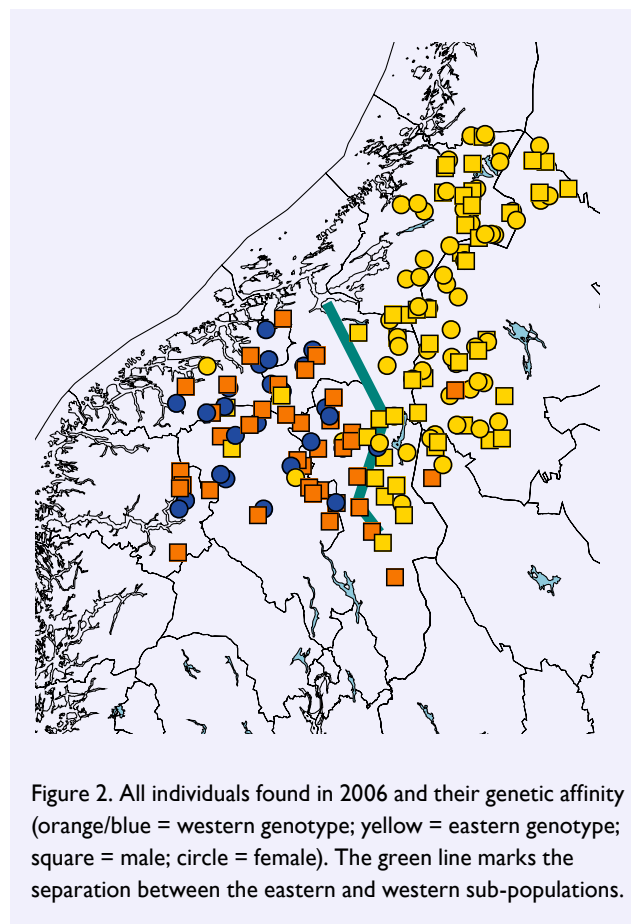 Figure 2. All individuals found in 2006 and their genetic affinity
(orange/blue = western genotype; yellow = eastern genotype;
square = male; circle = female). The green line marks the
separation between the eastern and western sub-populations.